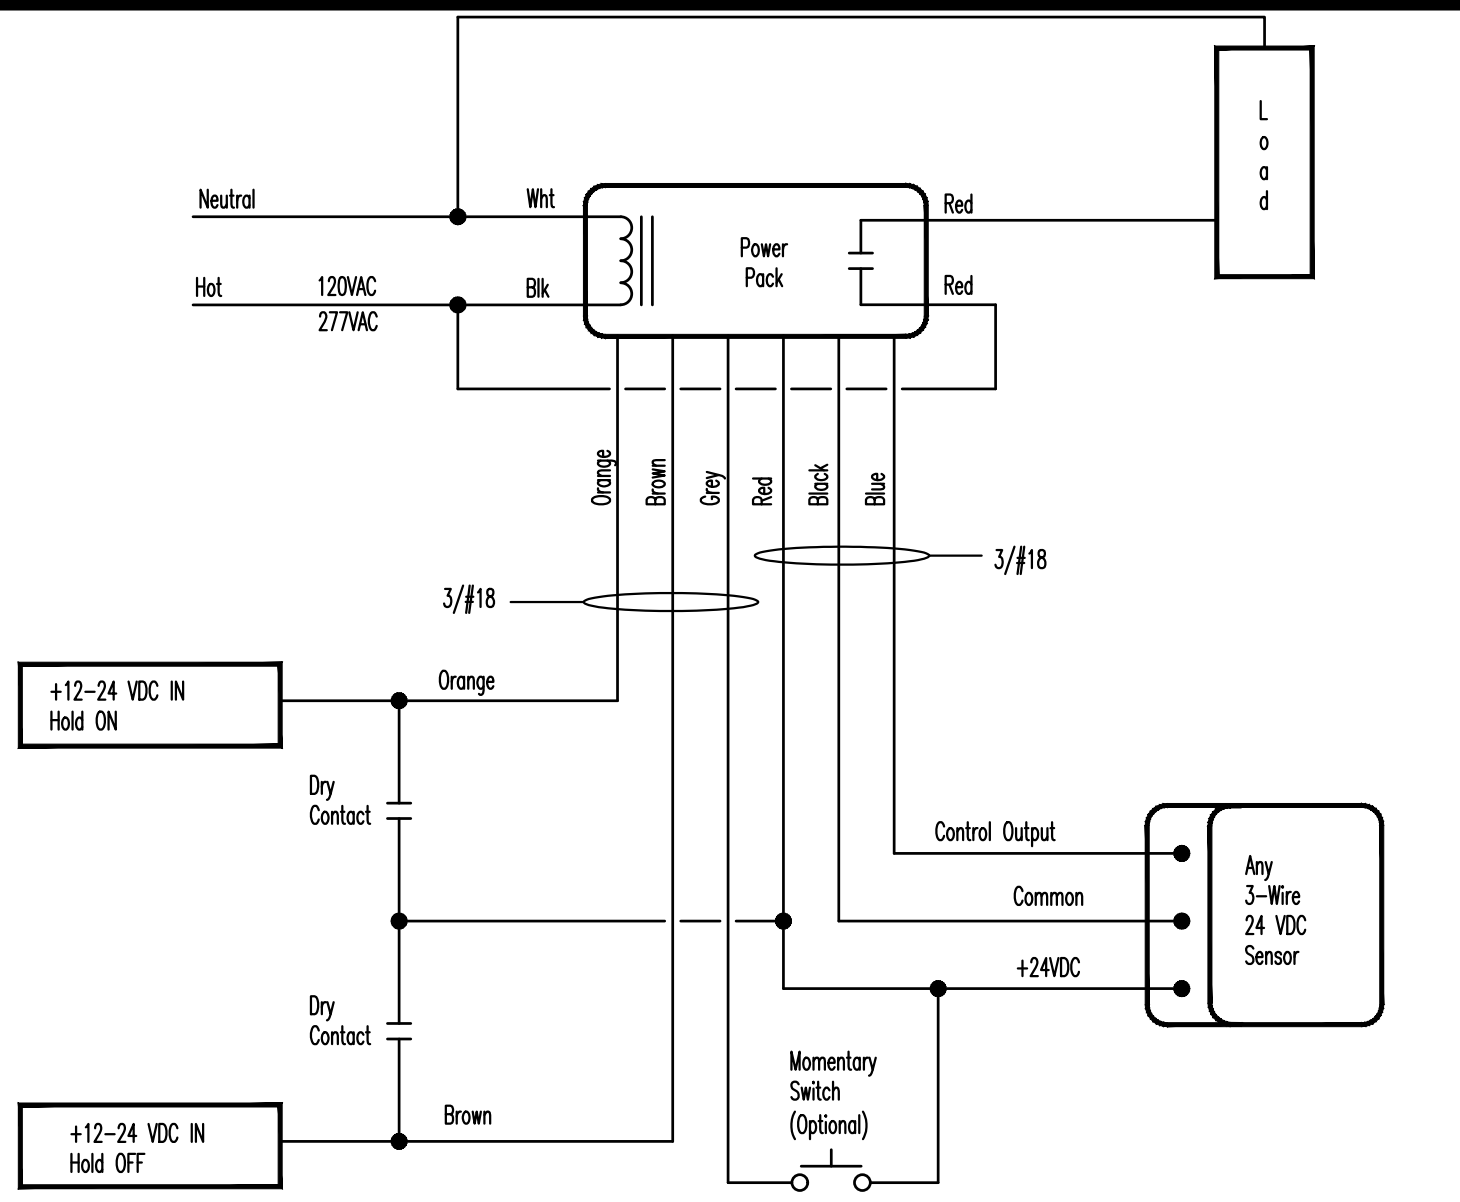 L
o
a
d
Neutral
Wht
Red
Power
Pack
Hot
120VAC
Blk
Red
277VAC
Orange
Brown
Grey
Red
Black
Blue
3/#18
3/#18
Orange
+12-24 VDC IN
Hold ON
Dry
Contact
Control Output
Common
+24VDC
Any
3-Wire
24 VDC
Sensor
Dry
Contact
Momentary
Switch
(Optional)
Brown
+12-24 VDC IN
Hold OFF